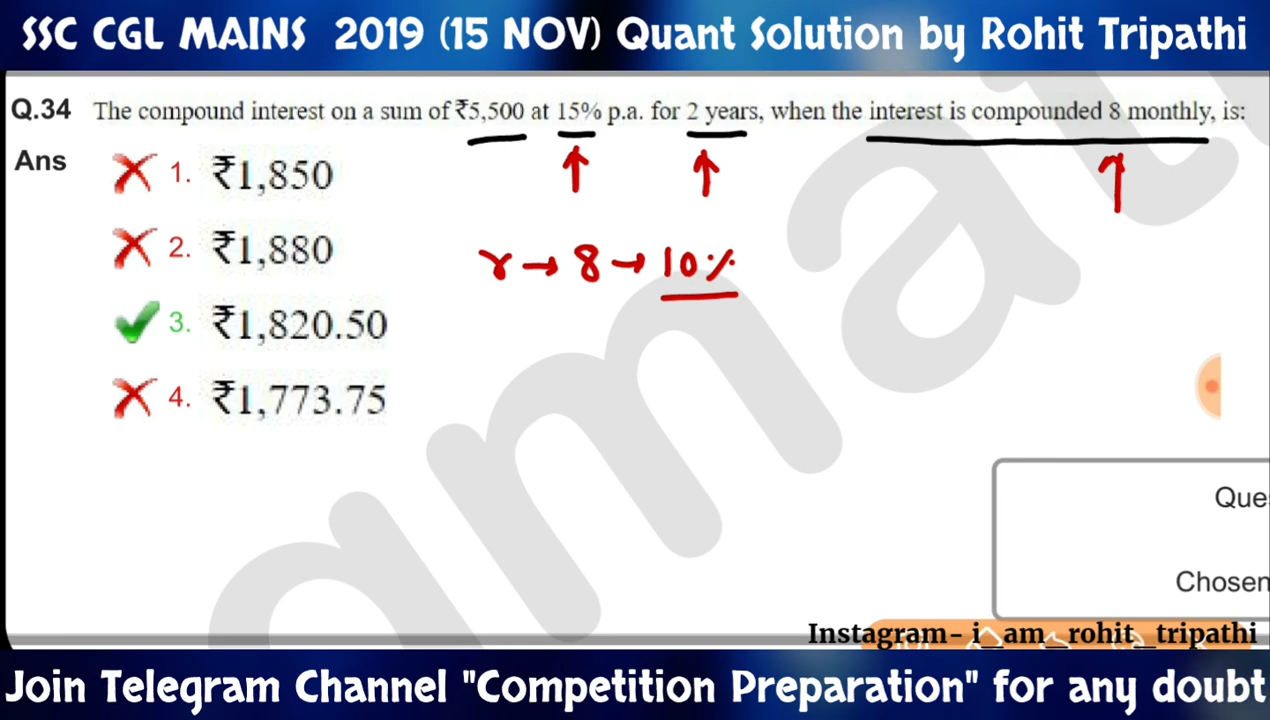 SSC CGL MAINS 2019 (15 NOV) Quant Solution by Rohit Tripathi
Q.34 The compound interest on a sum of ₹5,500 at 15% p.a. for 2 years, when the interest is compounded 8 monthly, is:
Ans
1. ₹1,850
2. ₹1,880
3. ₹1,820.50
4. ₹1,773.75
r → 8 → 10%
Que
Chosen
Instagram- i_am_rohit_tripathi
Join Telegram Channel "Competition Preparation" for any doubt